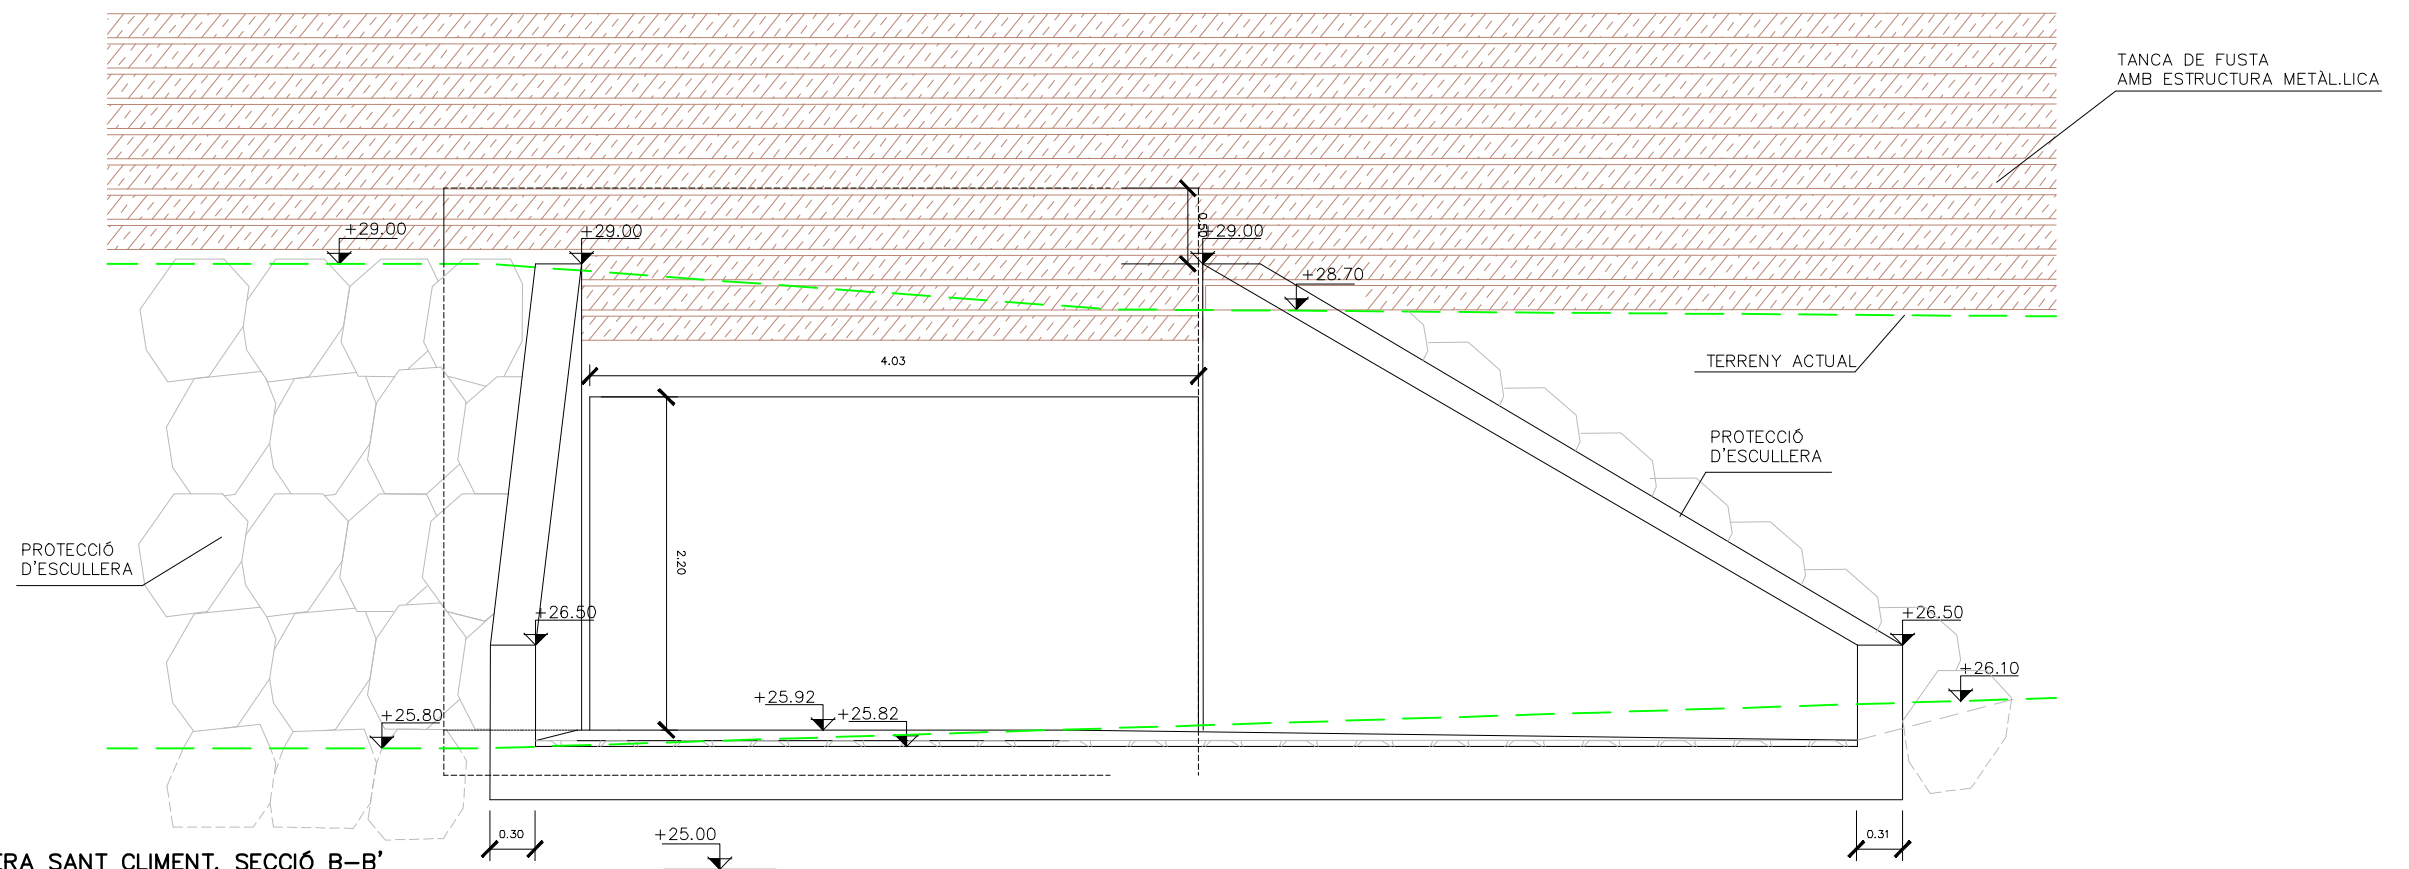 TANCA DE FUSTA
AMB ESTRUCTURA METÀL.LICA
+29.00
+29.00
0.50
+29.00
+28.70
4.03
TERRENY ACTUAL
PROTECCIÓ
D'ESCULLERA
2.20
PROTECCIÓ
D'ESCULLERA
+26.50
+26.50
+26.10
+25.92
+25.82
+25.80
0.30
+25.00
0.31
ERA SANT CLIMENT. SECCIÓ B-B'